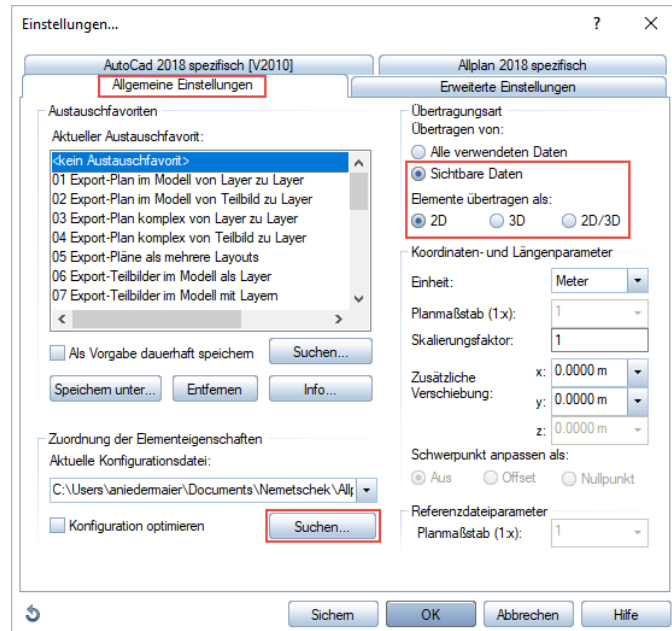 Einstellungen...
AutoCad 2018 spezifisch [V2010]
Allplan 2018 spezifisch
Allgemeine Einstellungen
Erweiterte Einstellungen
Austauschfavoriten
Aktueller Austauschfavorit:
<kein Austauschfavorit>
01 Export-Plan im Modell von Layer zu Layer
02 Export-Plan im Modell von Teilbild zu Layer
03 Export-Plan komplex von Layer zu Layer
04 Export-Plan komplex von Teilbild zu Layer
05 Export-Pläne als mehrere Layouts
06 Export-Teilbilder im Modell als Layer
07 Export-Teilbilder im Modell mit Layern
Als Vorgabe dauerhaft speichern
Suchen...
Speichern unter...
Entfernen
Info...
Zuordnung der Elementeigenschaften
Aktuelle Konfigurationsdatei:
C:\Users\aniedermaier\Documents\Nemetschek\Allp
Konfiguration optimieren
Suchen...
Übertragungsart
Übertragen von:
Alle verwendeten Daten
Sichtbare Daten
Elemente übertragen als:
2D 3D 2D/3D
Koordinaten- und Längenparameter
Einheit: Meter
Planmaßstab (1:x): 1
Skalierungsfaktor: 1
Zusätzliche Verschiebung:
x: 0.0000 m
y: 0.0000 m
z: 0.0000 m
Schwerpunkt anpassen als:
Aus Offset Nullpunkt
Referenzdateiparameter
Planmaßstab (1:x): 1
Sichern
OK
Abbrechen
Hilfe